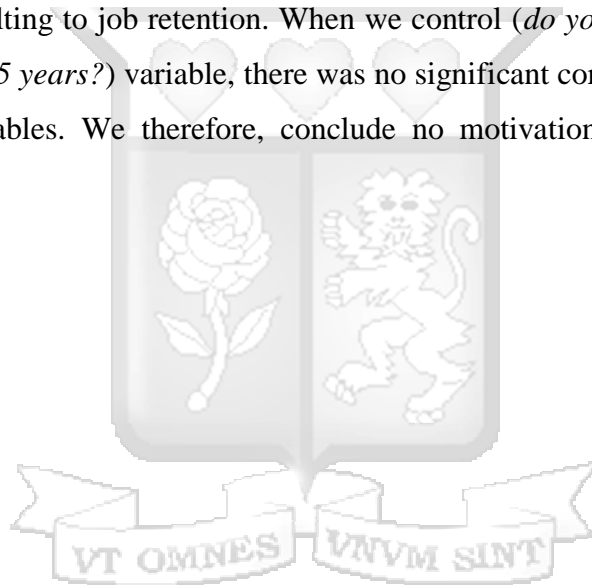 lting to job retention. When we control (do yo
5 years?) variable, there was no significant cor
ables. We therefore, conclude no motivation
VT OMNES VNVM SINT